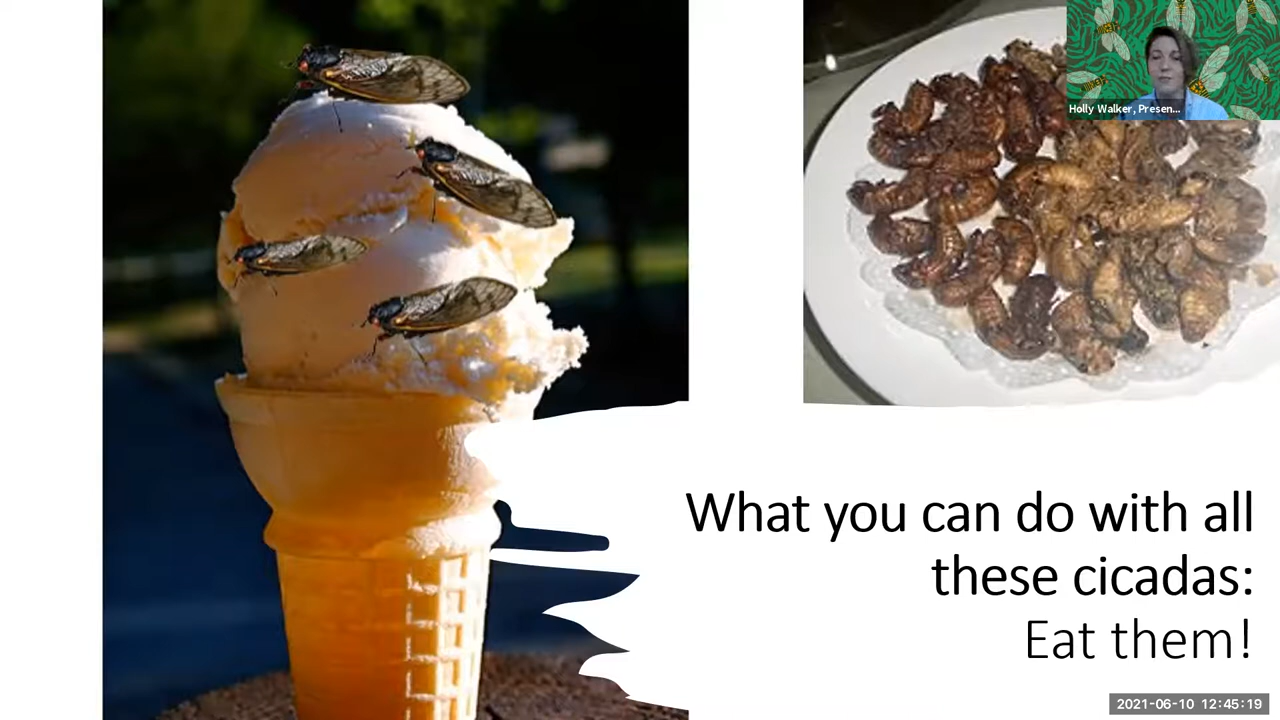 Holly Walker, Presen...
What you can do with all
these cicadas:
Eat them!
2021-06-10 12:45:19